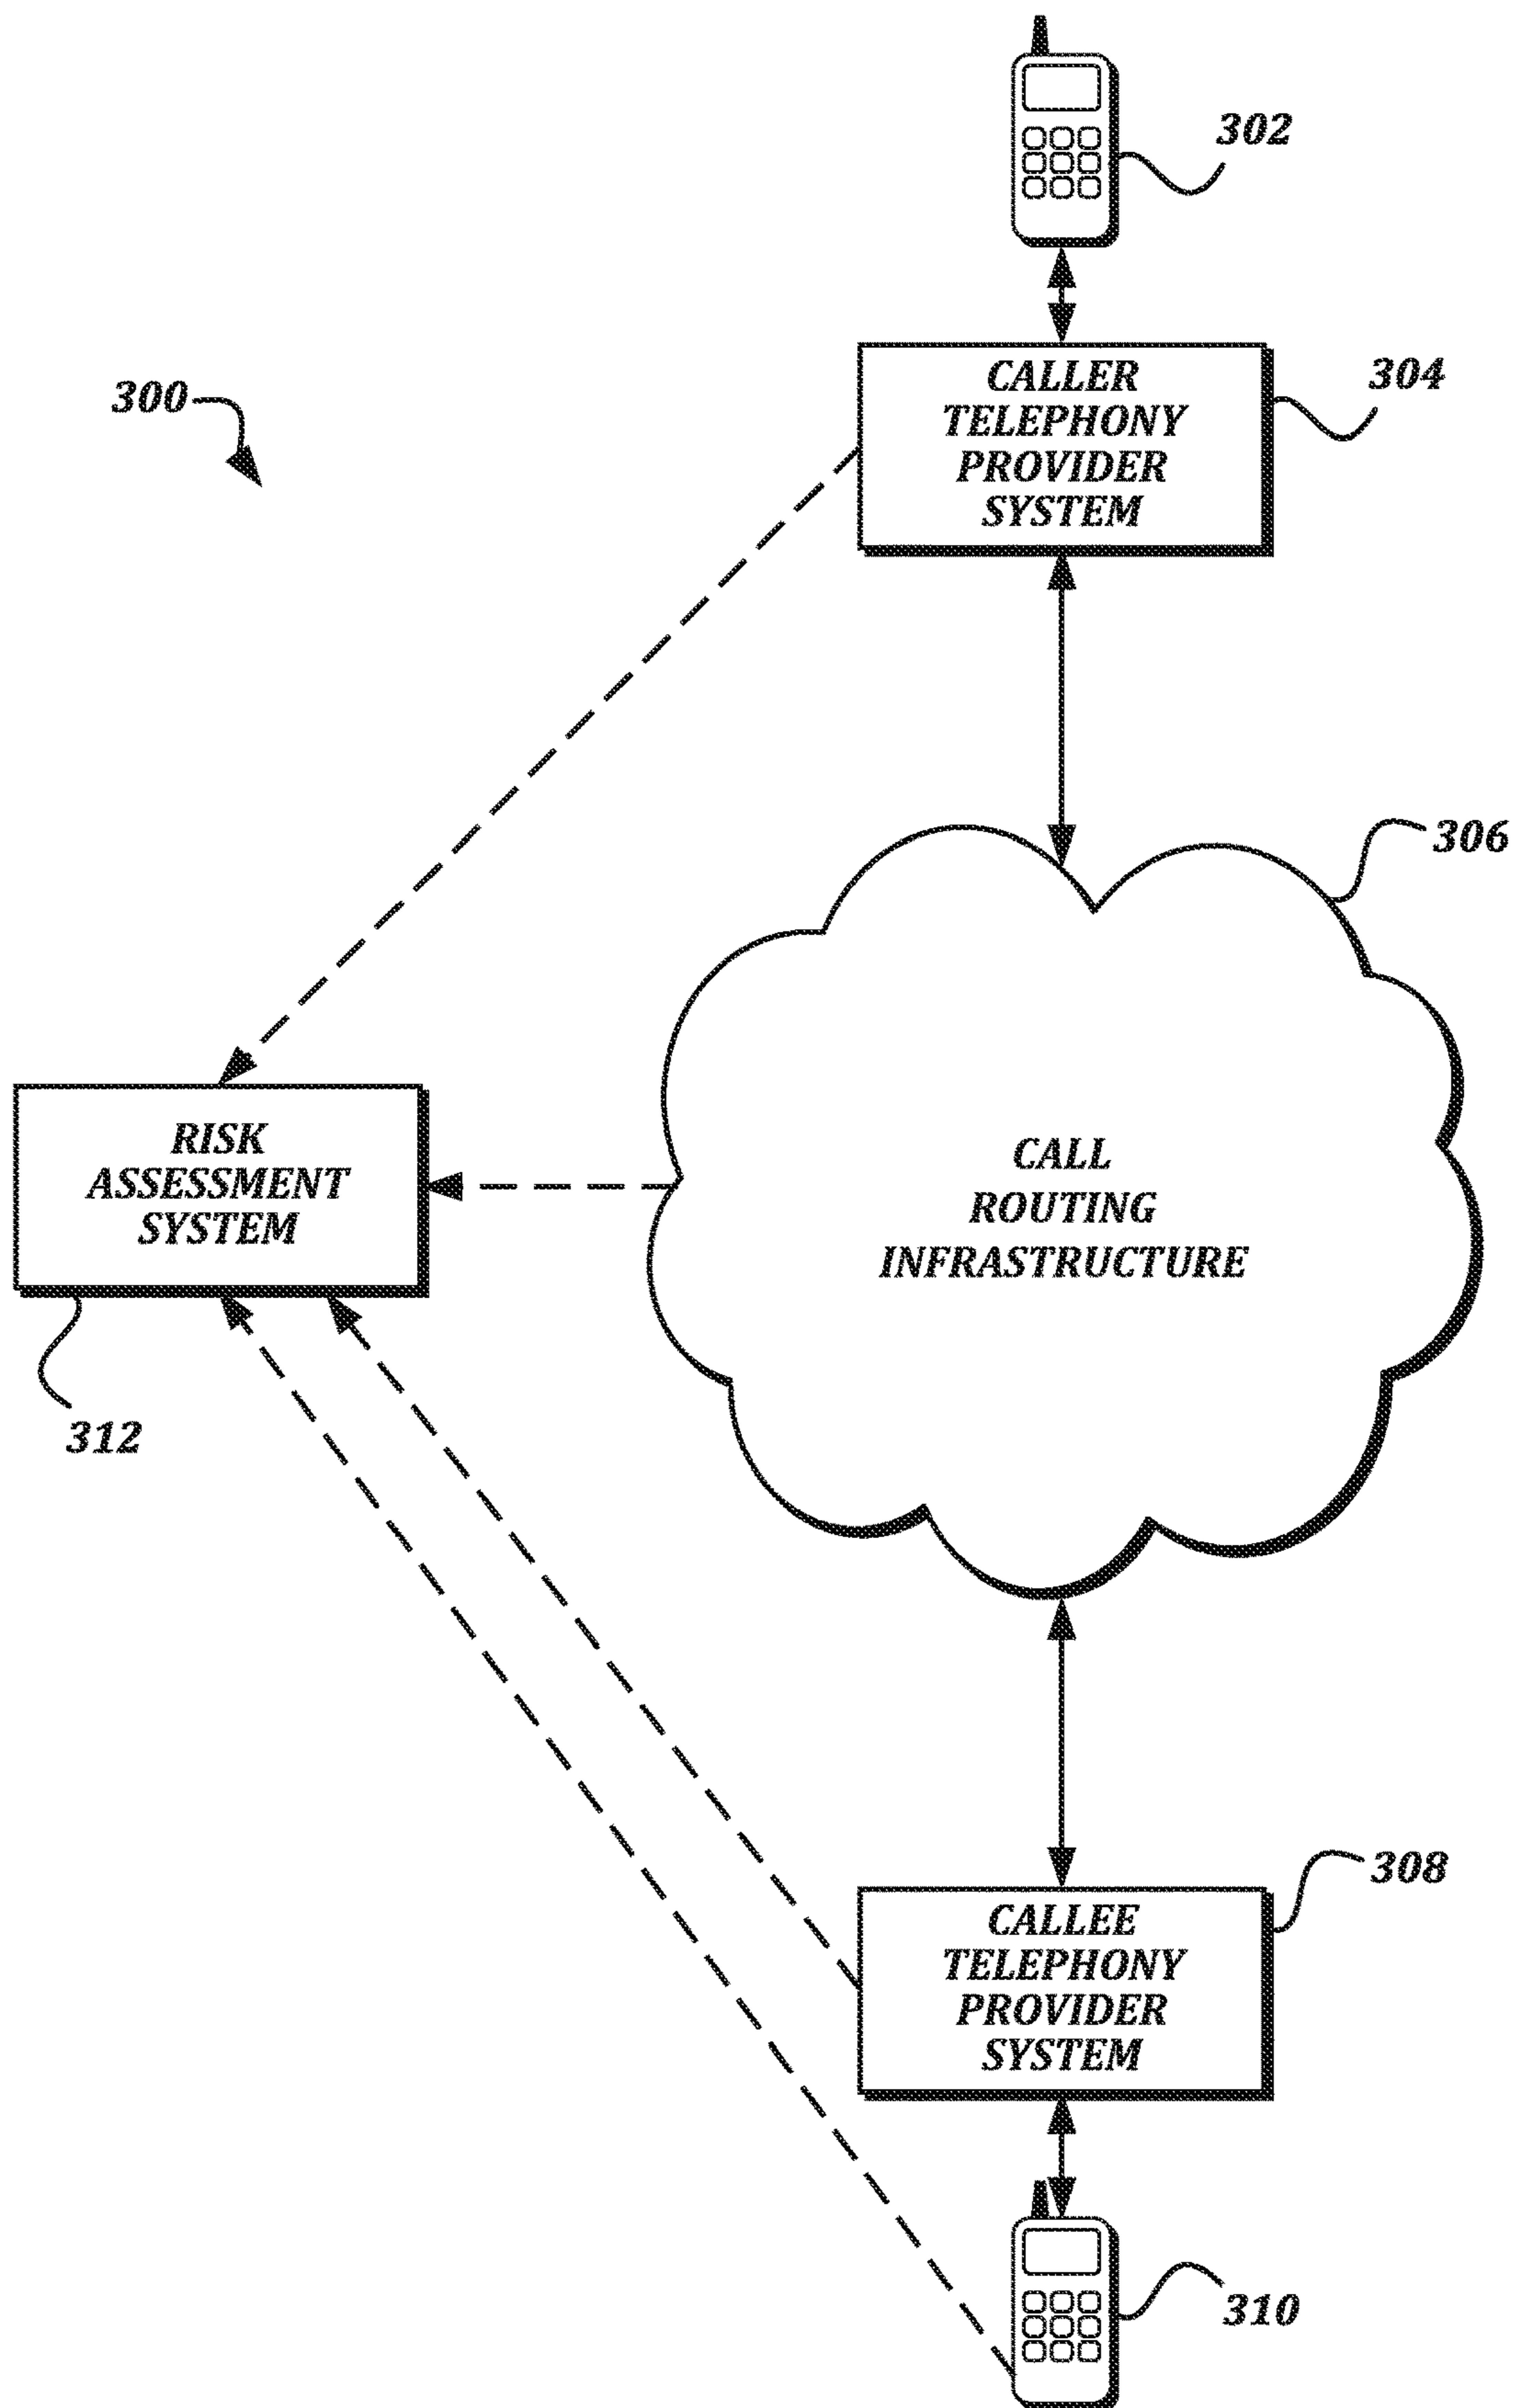 302
CALLER
TELEPHONY
PROVIDER
SYSTEM
304
300
306
RISK
ASSESSMENT
SYSTEM
CALL
ROUTING
INFRASTRUCTURE
312
308
CALLEE
TELEPHONY
PROVIDER
SYSTEM
310